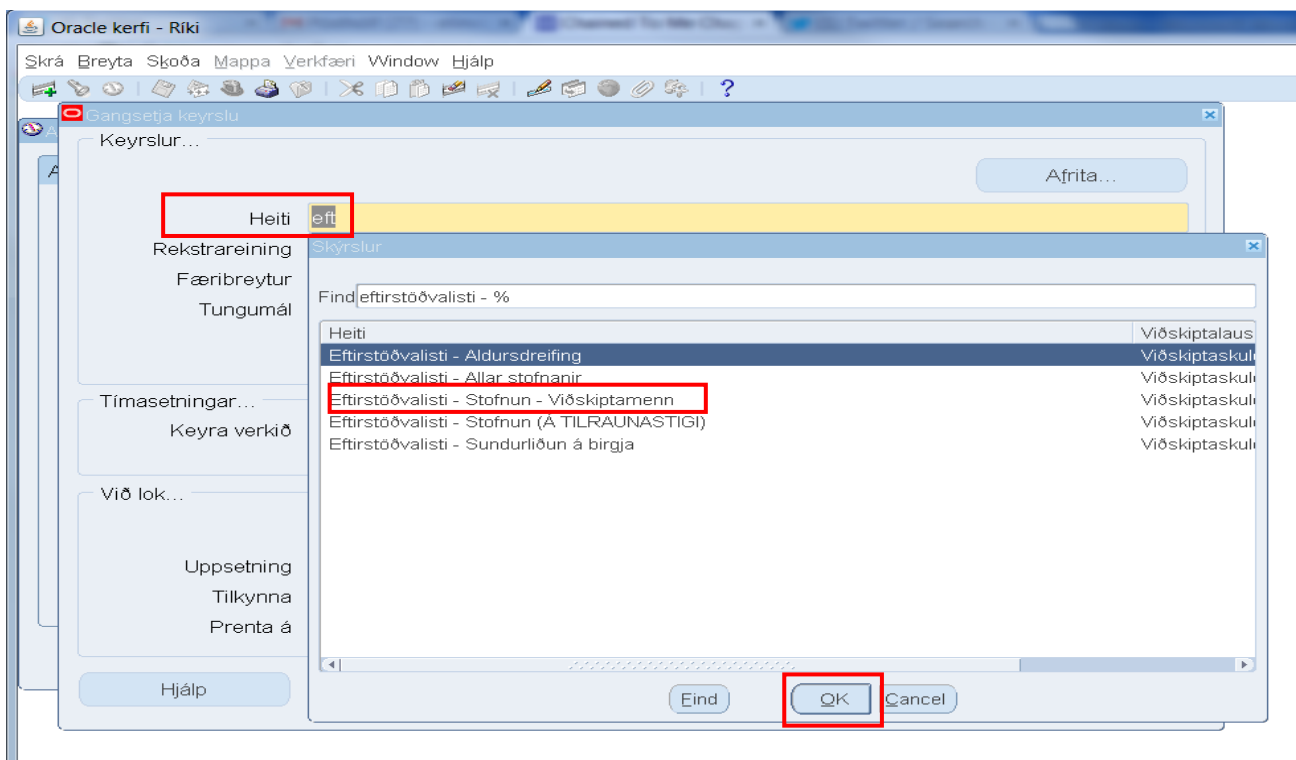 Oracle kerfi - Ríki
Skrá Breyta Skoða Mappa Verkfæri Window Hjálp
Gangsetja keyrslu
Keyrslur...
Afrita...
Heiti eft
Rekstrareining
Færibreytur
Tungumál
Skýrslur
Find eftirstöðvalisti - %
Heiti Viðskiptalaus
Eftirstöðvalisti - Aldursdreifing Viðskiptaskul
Eftirstöðvalisti - Allar stofnanir Viðskiptaskul
Eftirstöðvalisti - Stofnun - Viðskiptamenn Viðskiptaskul
Eftirstöðvalisti - Stofnun (Á TILRAUNASTIGI) Viðskiptaskul
Eftirstöðvalisti - Sundurliðun á birgja Viðskiptaskul
Tímasetningar...
Keyra verkið
Við lok...
Uppsetning
Tilkynna
Prenta á
Hjálp
Find OK Cancel